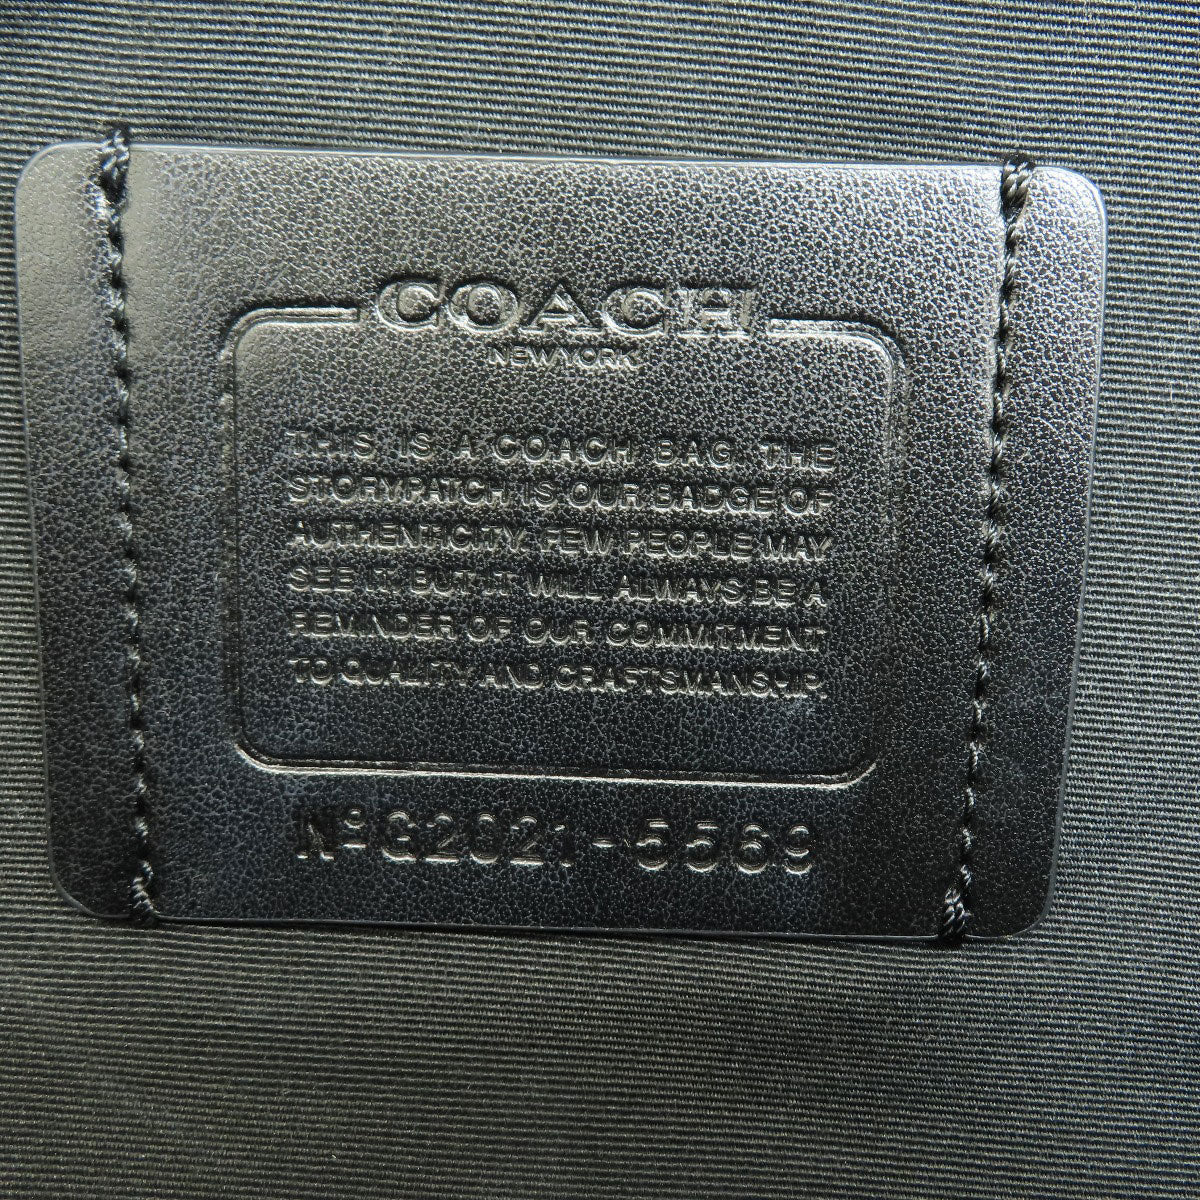 COACH
NEW YORK
THIS IS A COACH BAG. THE
STORYPATCH IS OUR BADGE OF
AUTHENTICITY. FEW PEOPLE MAY
SEE IT. BUT IT WILL ALWAYS BE A
REMINDER OF OUR COMMITMENT
TO QUALITY AND CRAFTSMANSHIP.
Nº G2021-5569